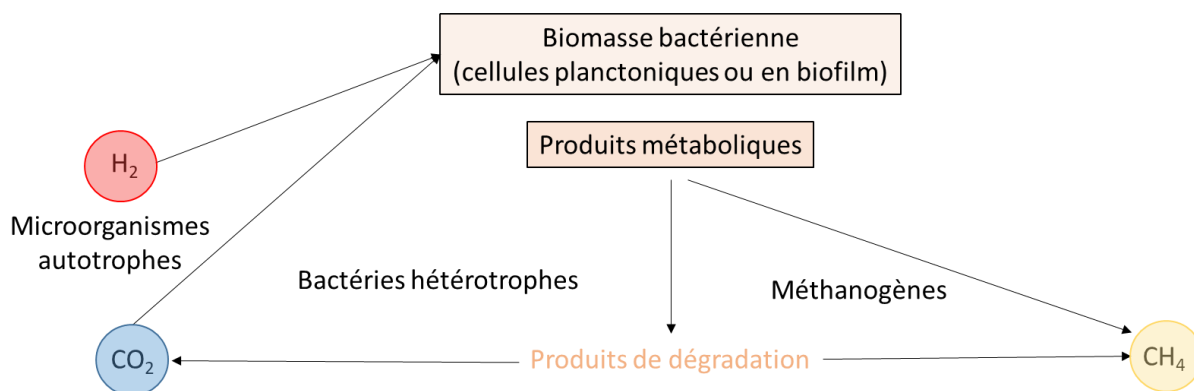 Biomasse bactérienne
(cellules planctoniques ou en biofilm)
Produits métaboliques
H₂
Microorganismes
autotrophes
Bactéries hétérotrophes
Méthanogènes
CO₂
Produits de dégradation
CH₄